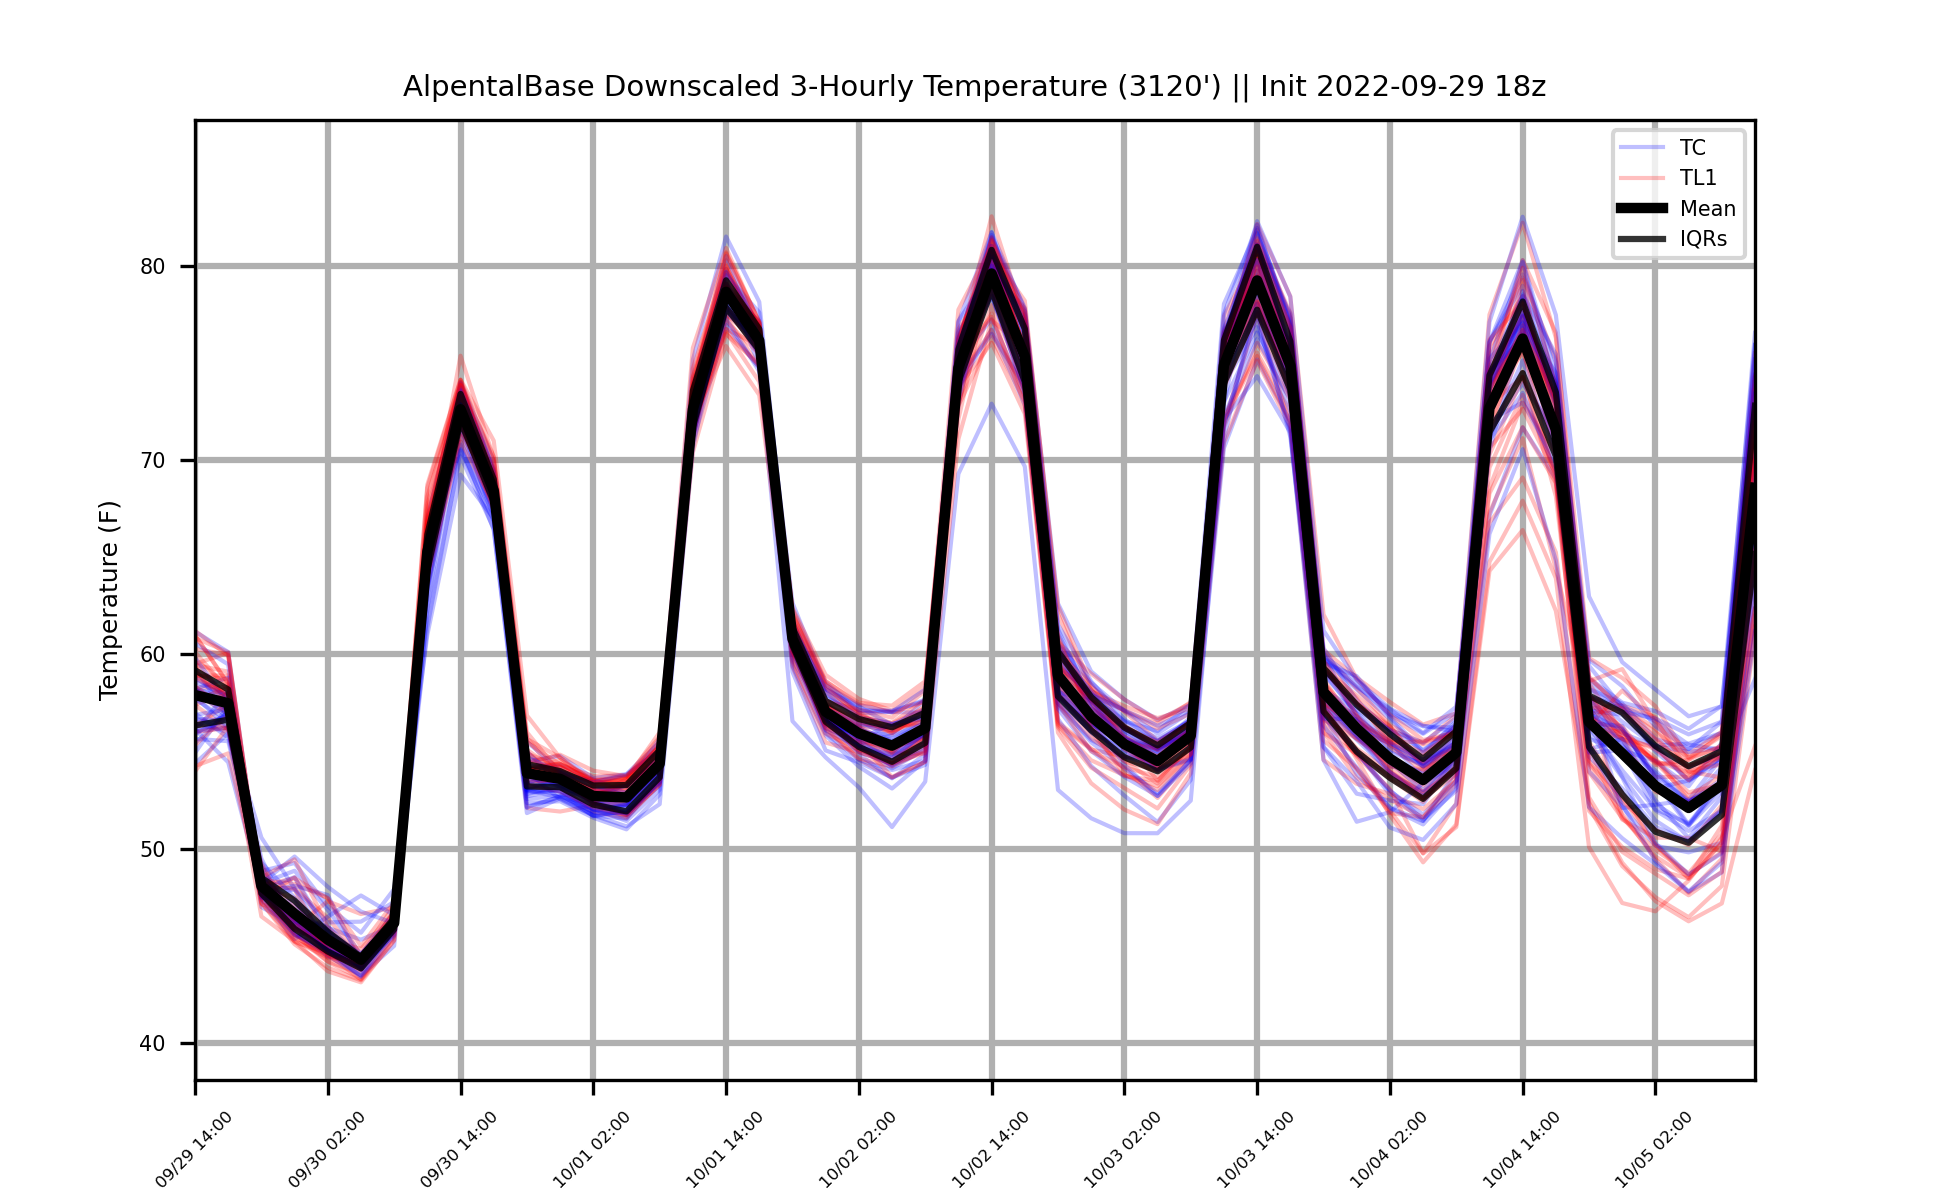 AlpentalBase Downscaled 3-Hourly Temperature (3120') || Init 2022-09-29 18z
TC
TL1
Mean
IQRs
Temperature (F)
80
70
60
50
40
09/29 14:00
09/30 02:00
09/30 14:00
10/01 02:00
10/01 14:00
10/02 02:00
10/02 14:00
10/03 02:00
10/03 14:00
10/04 02:00
10/04 14:00
10/05 02:00